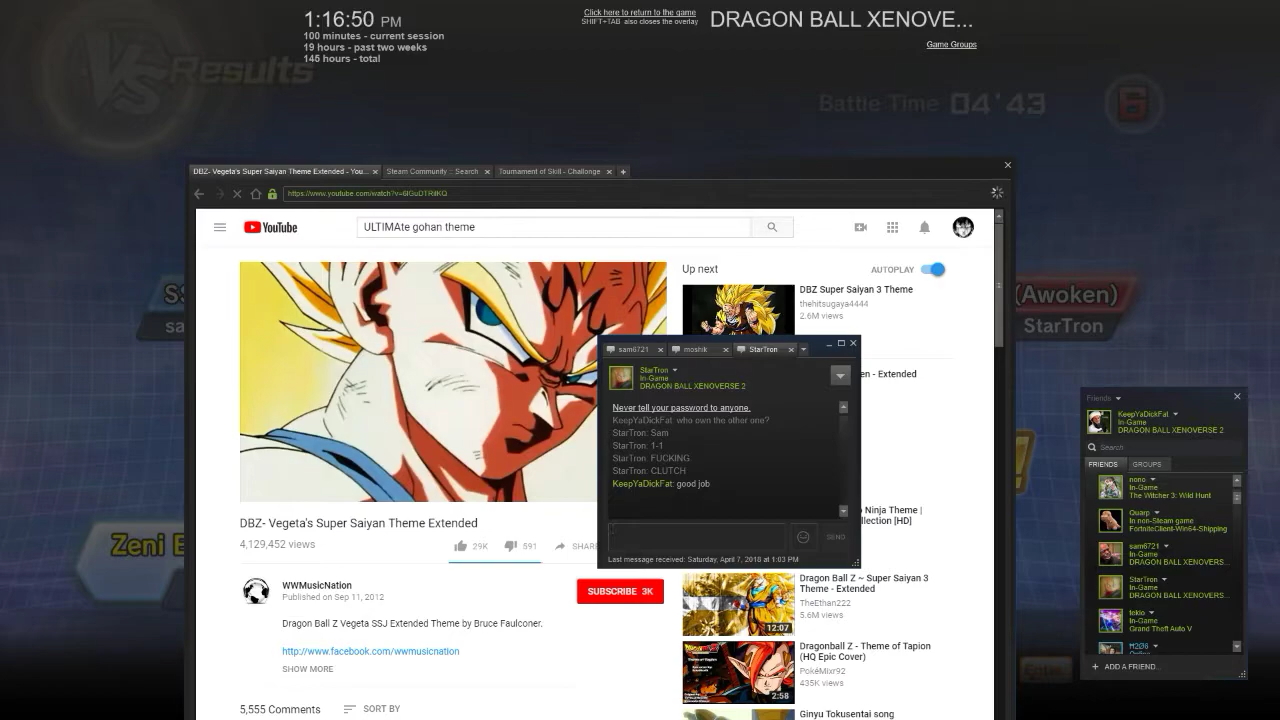 1:16:50 PM
100 minutes - current session
19 hours - past two weeks
145 hours - total
Click here to return to the game
SHIFT+TAB also closes the overlay
DRAGON BALL XENOVE...
Game Groups
VS Results
Battle Time 04'43
DBZ- Vegeta's Super Saiyan Theme Extended - You...
Steam Community :: Search
Tournament of Skill - Challonge
YouTube
ULTIMAte gohan theme
Up next
AUTOPLAY
DBZ Super Saiyan 3 Theme
thehitsugaya4444
2.6M views
(Awoken)
StarTron
en - Extended
sam6721
moshik
StarTron
StarTron
In-Game
DRAGON BALL XENOVERSE 2
Never tell your password to anyone.
KeepYaDickFat: who own the other one?
StarTron: Sam
StarTron: 1-1
StarTron: FUCKING.
StarTron: CLUTCH
KeepYaDickFat: good job
SEND
Last message received: Saturday, April 7, 2018 at 1:03 PM
Friends
KeepYaDickFat
In-Game
DRAGON BALL XENOVERSE 2
Search
FRIENDS
GROUPS
nono
In-Game
The Witcher 3: Wild Hunt
Quarp
In non-Steam game
FortniteClient-Win64-Shipping
sam6721
In-Game
DRAGON BALL XENOVERS...
StarTron
In-Game
DRAGON BALL XENOVERS...
tekio
In-Game
Grand Theft Auto V
ADD A FRIEND...
DBZ- Vegeta's Super Saiyan Theme Extended
4,129,452 views
29K
591
SHARE
o Ninja Theme |
llection [HD]
WWMusicNation
Published on Sep 11, 2012
SUBSCRIBE 3K
Dragon Ball Z Vegeta SSJ Extended Theme by Bruce Faulconer.
http://www.facebook.com/wwmusicnation
SHOW MORE
5,555 Comments
SORT BY
Dragon Ball Z ~ Super Saiyan 3
Theme - Extended
TheEthan222
5.6M views
12:07
Dragonball Z - Theme of Tapion
(HQ Epic Cover)
PokéMixr92
435K views
2:58
Ginyu Tokusentai song
Zeni